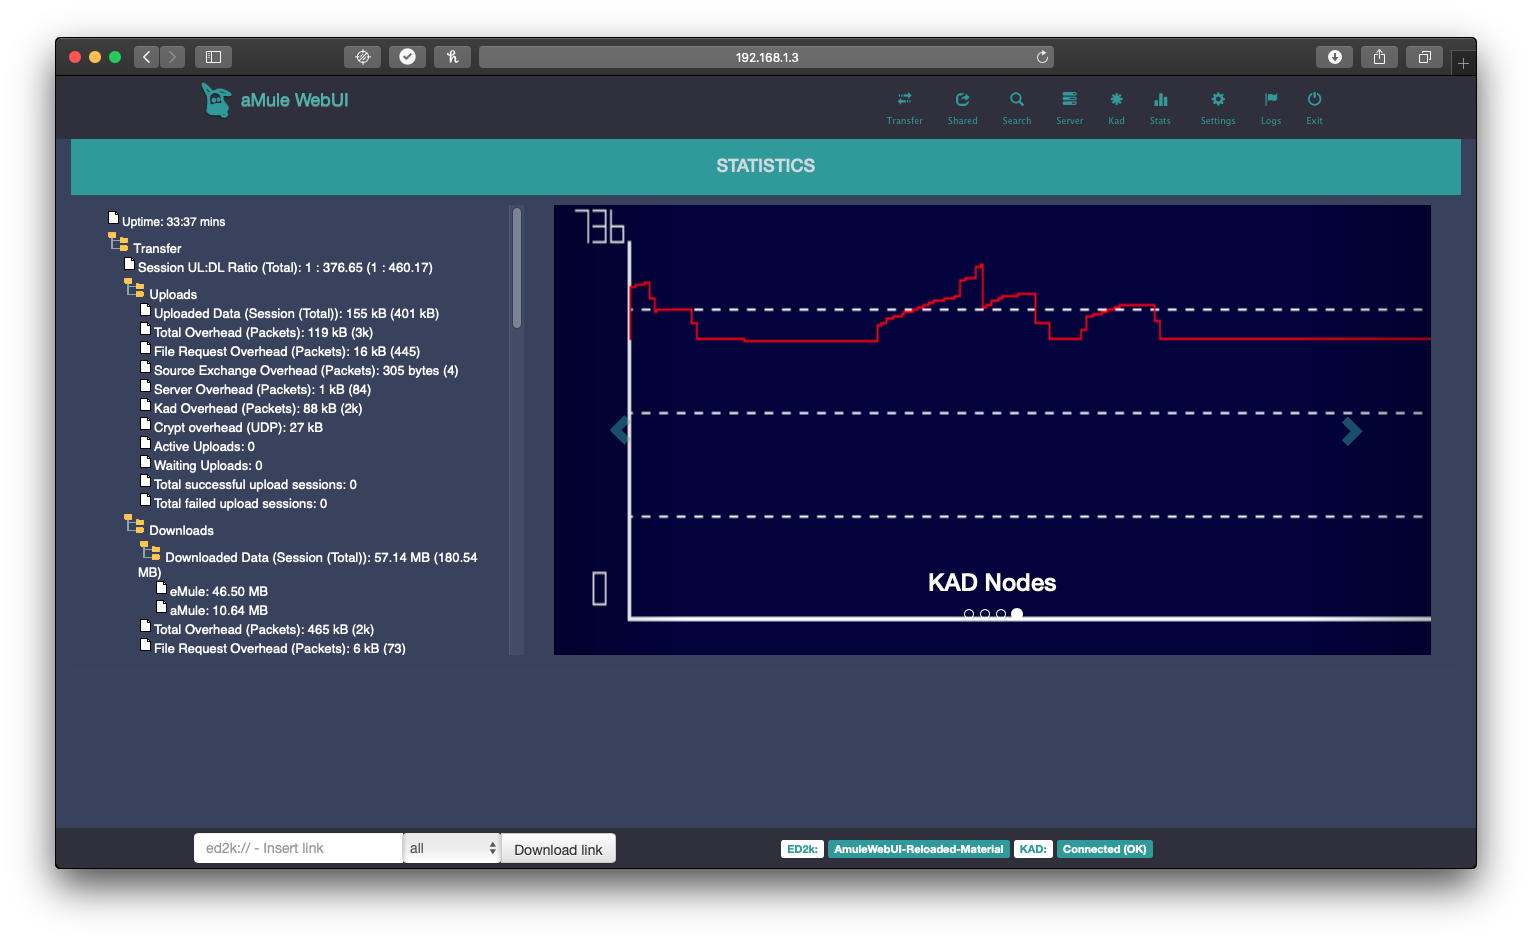 192.168.1.3
aMule WebUI
Transfer Shared Search Server Kad Stats Settings Logs Exit
STATISTICS
Uptime: 33:37 mins
Transfer
Session UL:DL Ratio (Total): 1 : 376.65 (1 : 460.17)
Uploads
Uploaded Data (Session (Total)): 155 kB (401 kB)
Total Overhead (Packets): 119 kB (3k)
File Request Overhead (Packets): 16 kB (445)
Source Exchange Overhead (Packets): 305 bytes (4)
Server Overhead (Packets): 1 kB (84)
Kad Overhead (Packets): 88 kB (2k)
Crypt overhead (UDP): 27 kB
Active Uploads: 0
Waiting Uploads: 0
Total successful upload sessions: 0
Total failed upload sessions: 0
Downloads
Downloaded Data (Session (Total)): 57.14 MB (180.54
MB)
eMule: 46.50 MB
aMule: 10.64 MB
Total Overhead (Packets): 465 kB (2k)
File Request Overhead (Packets): 6 kB (73)
736
0
KAD Nodes
ed2k:// - Insert link
all
Download link
ED2k: AmuleWebUI-Reloaded-Material KAD: Connected (OK)